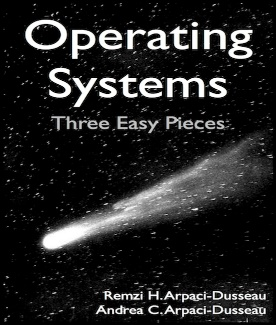 Operating
Systems
Three Easy Pieces
Remzi H.Arpaci-Dusseau
Andrea C.Arpaci-Dusseau